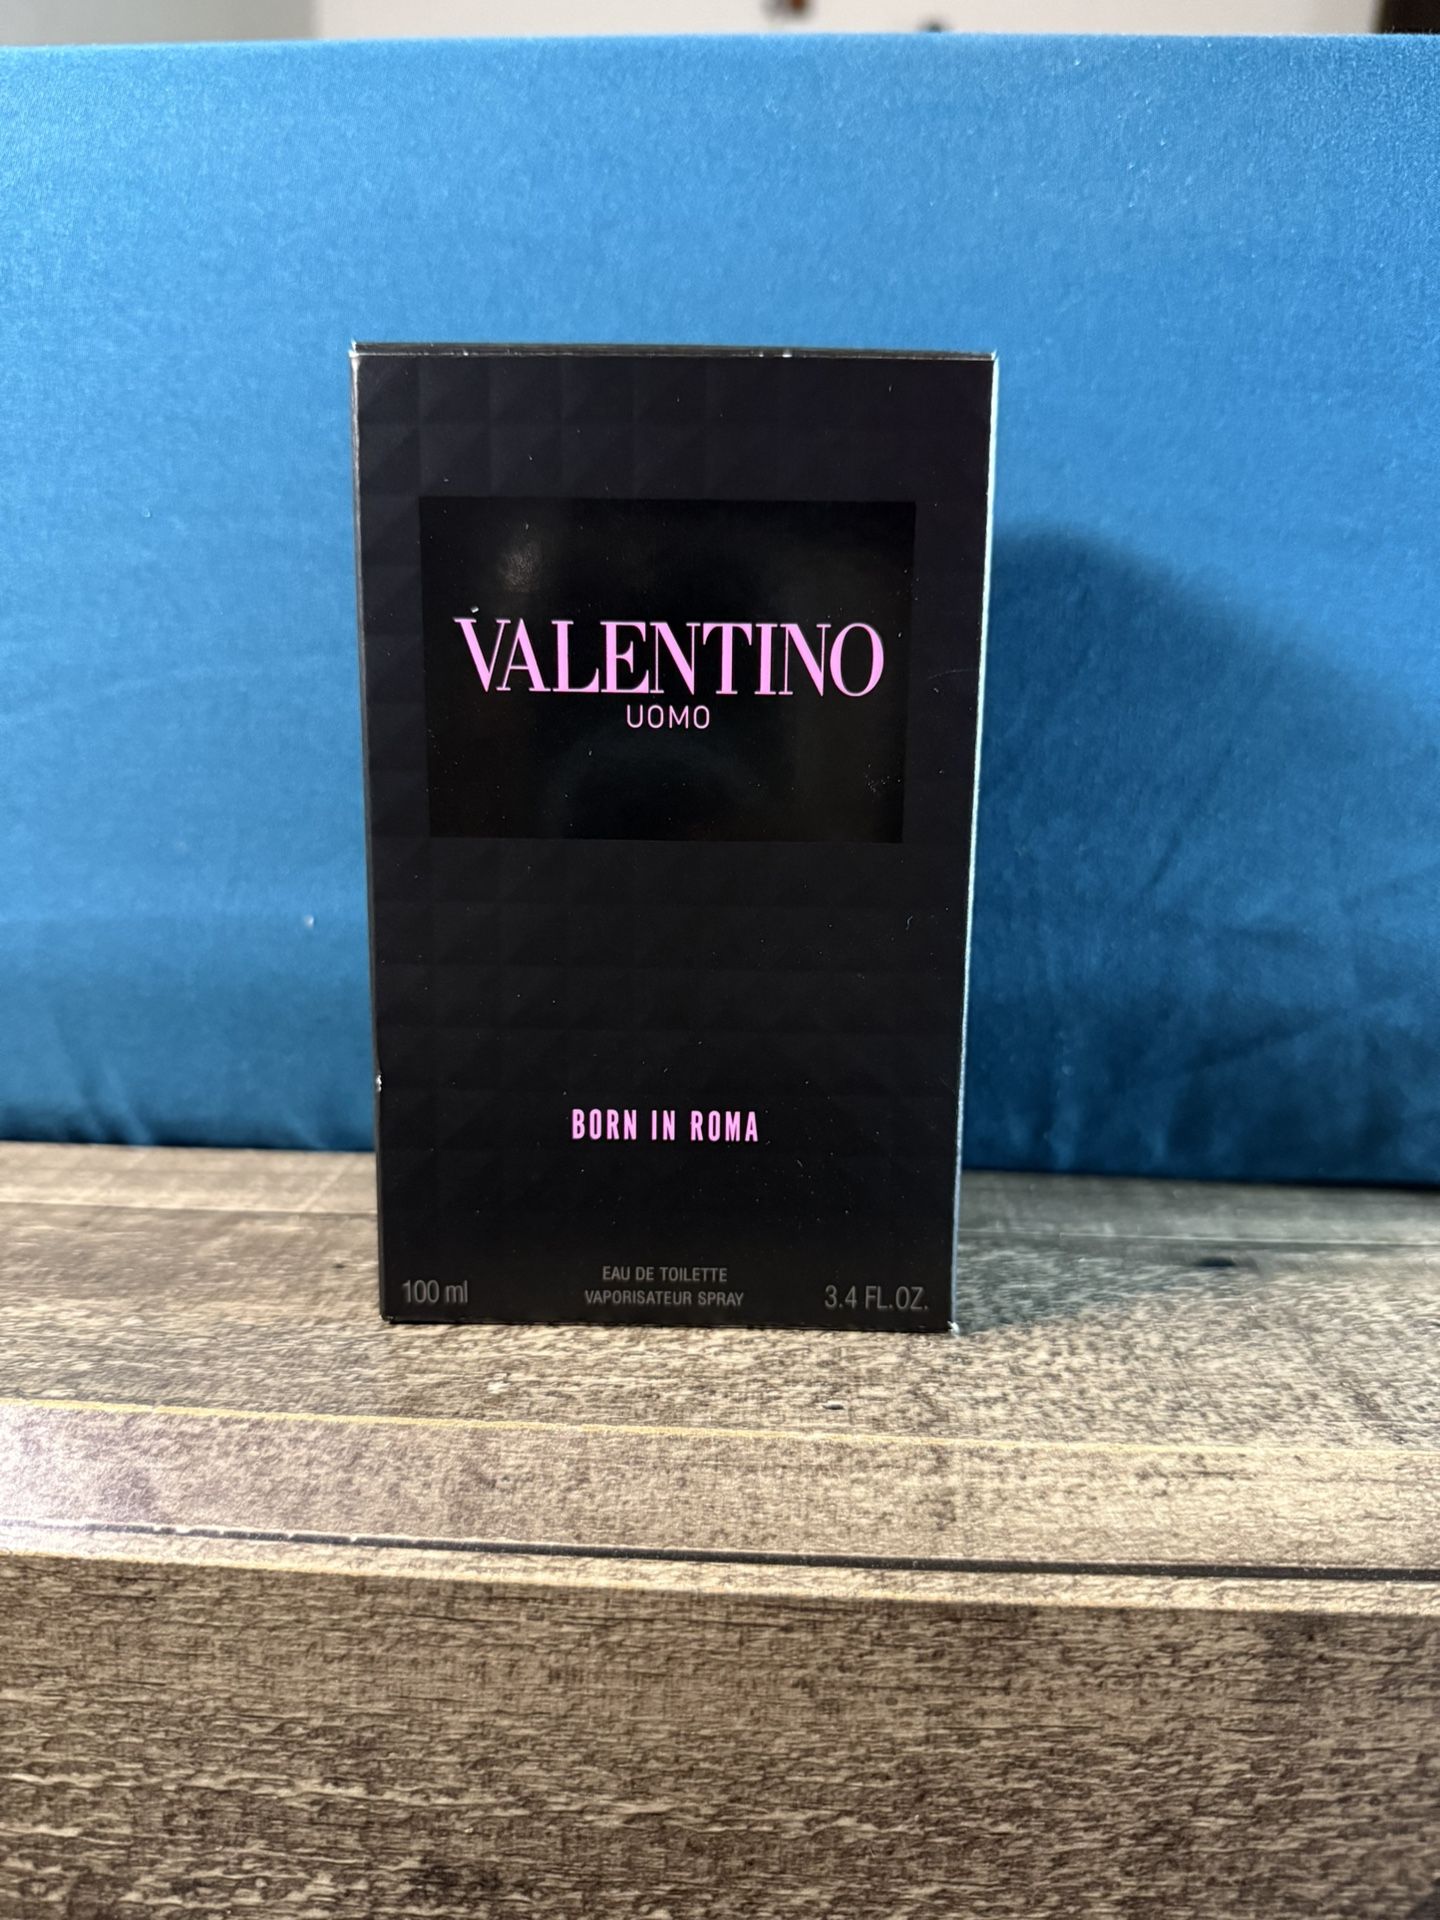 VALENTINO
UOMO
BORN IN ROMA
EAU DE TOILETTE
100 ml VAPORISATEUR SPRAY 3.4 FL.OZ.